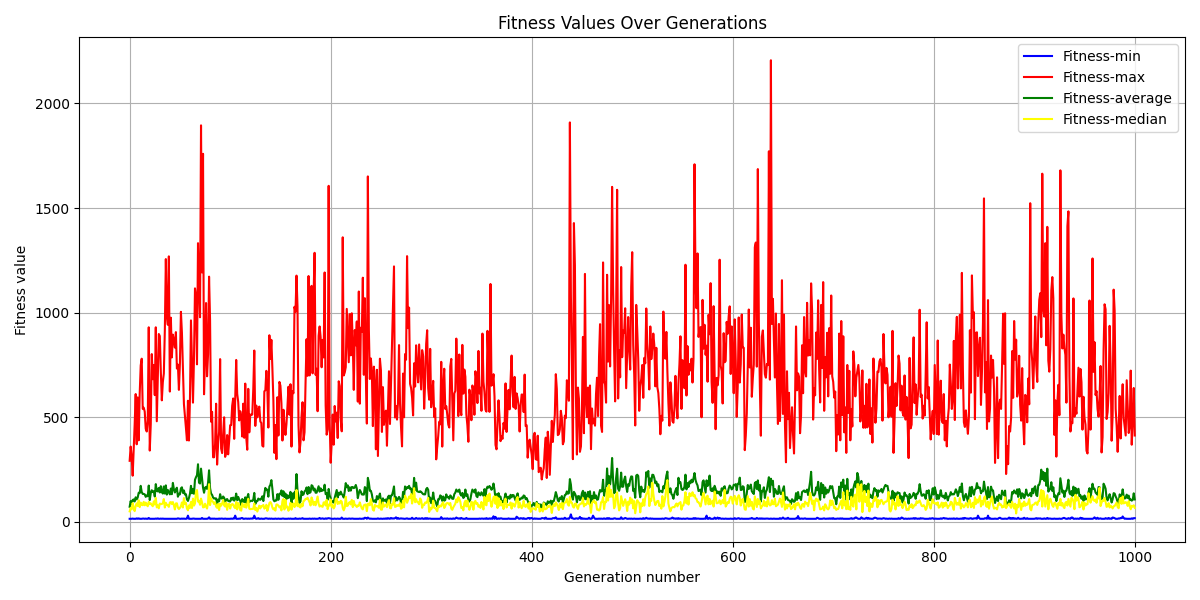 Fitness Values Over Generations
Fitness-min
Fitness-max
Fitness-average
Fitness-median
Fitness value
2000
1500
1000
500
0
0 200 400 600 800 1000
Generation number